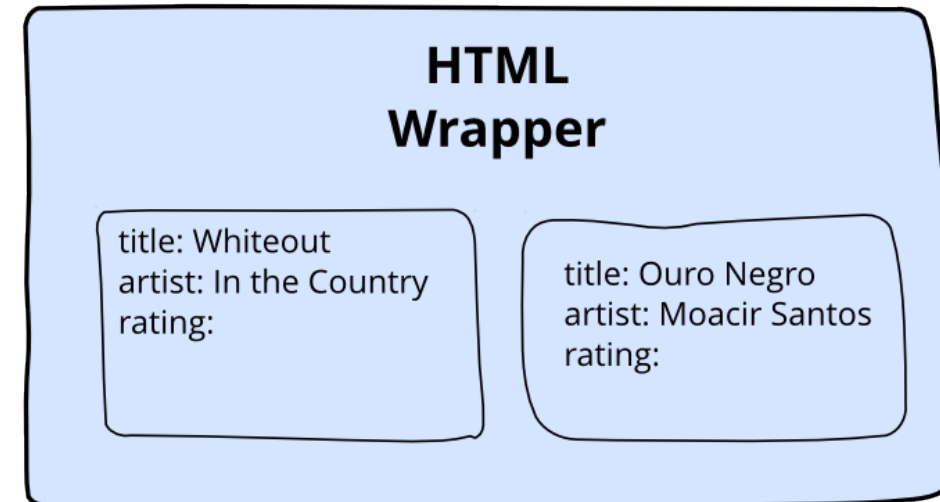 HTML
Wrapper
title: Whiteout
artist: In the Country
rating:
title: Ouro Negro
artist: Moacir Santos
rating: